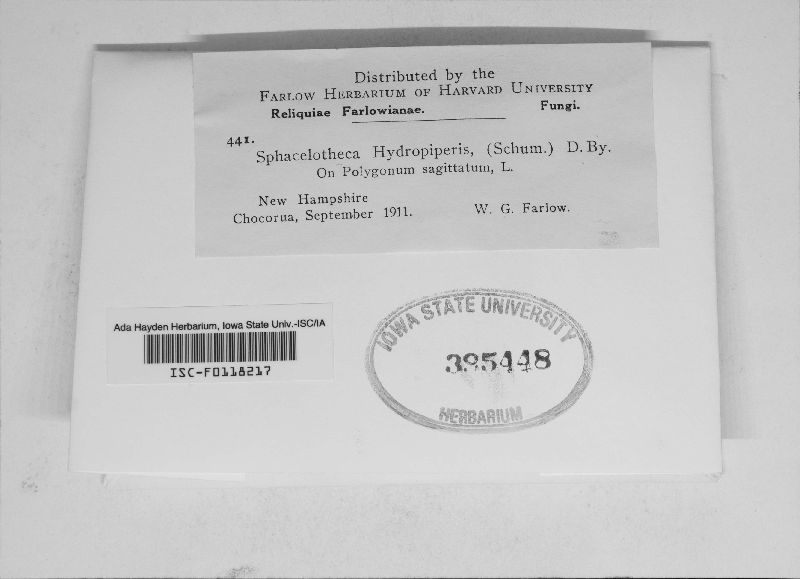 Distributed by the
FARLOW HERBARIUM OF HARVARD UNIVERSITY
Reliquiae Farlowianae. Fungi.
441.
Sphacelotheca Hydropiperis, (Schum.) D. By.
On Polygonum sagittatum, L.
New Hampshire
Chocorua, September 1911. W. G. Farlow.
Ada Hayden Herbarium, Iowa State Univ.-ISC/IA
ISC-F0118217
IOWA STATE UNIVERSITY
395448
HERBARIUM